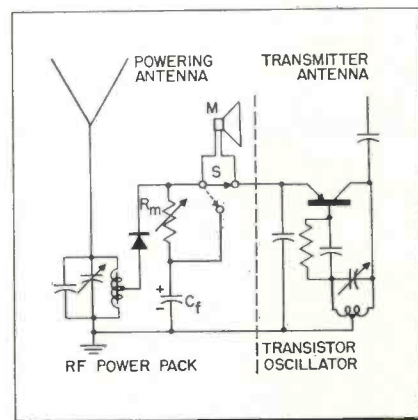 POWERING
ANTENNA
TRANSMITTER
ANTENNA
M
S
Rm
+
-
Cf
RF POWER PACK
TRANSISTOR
OSCILLATOR